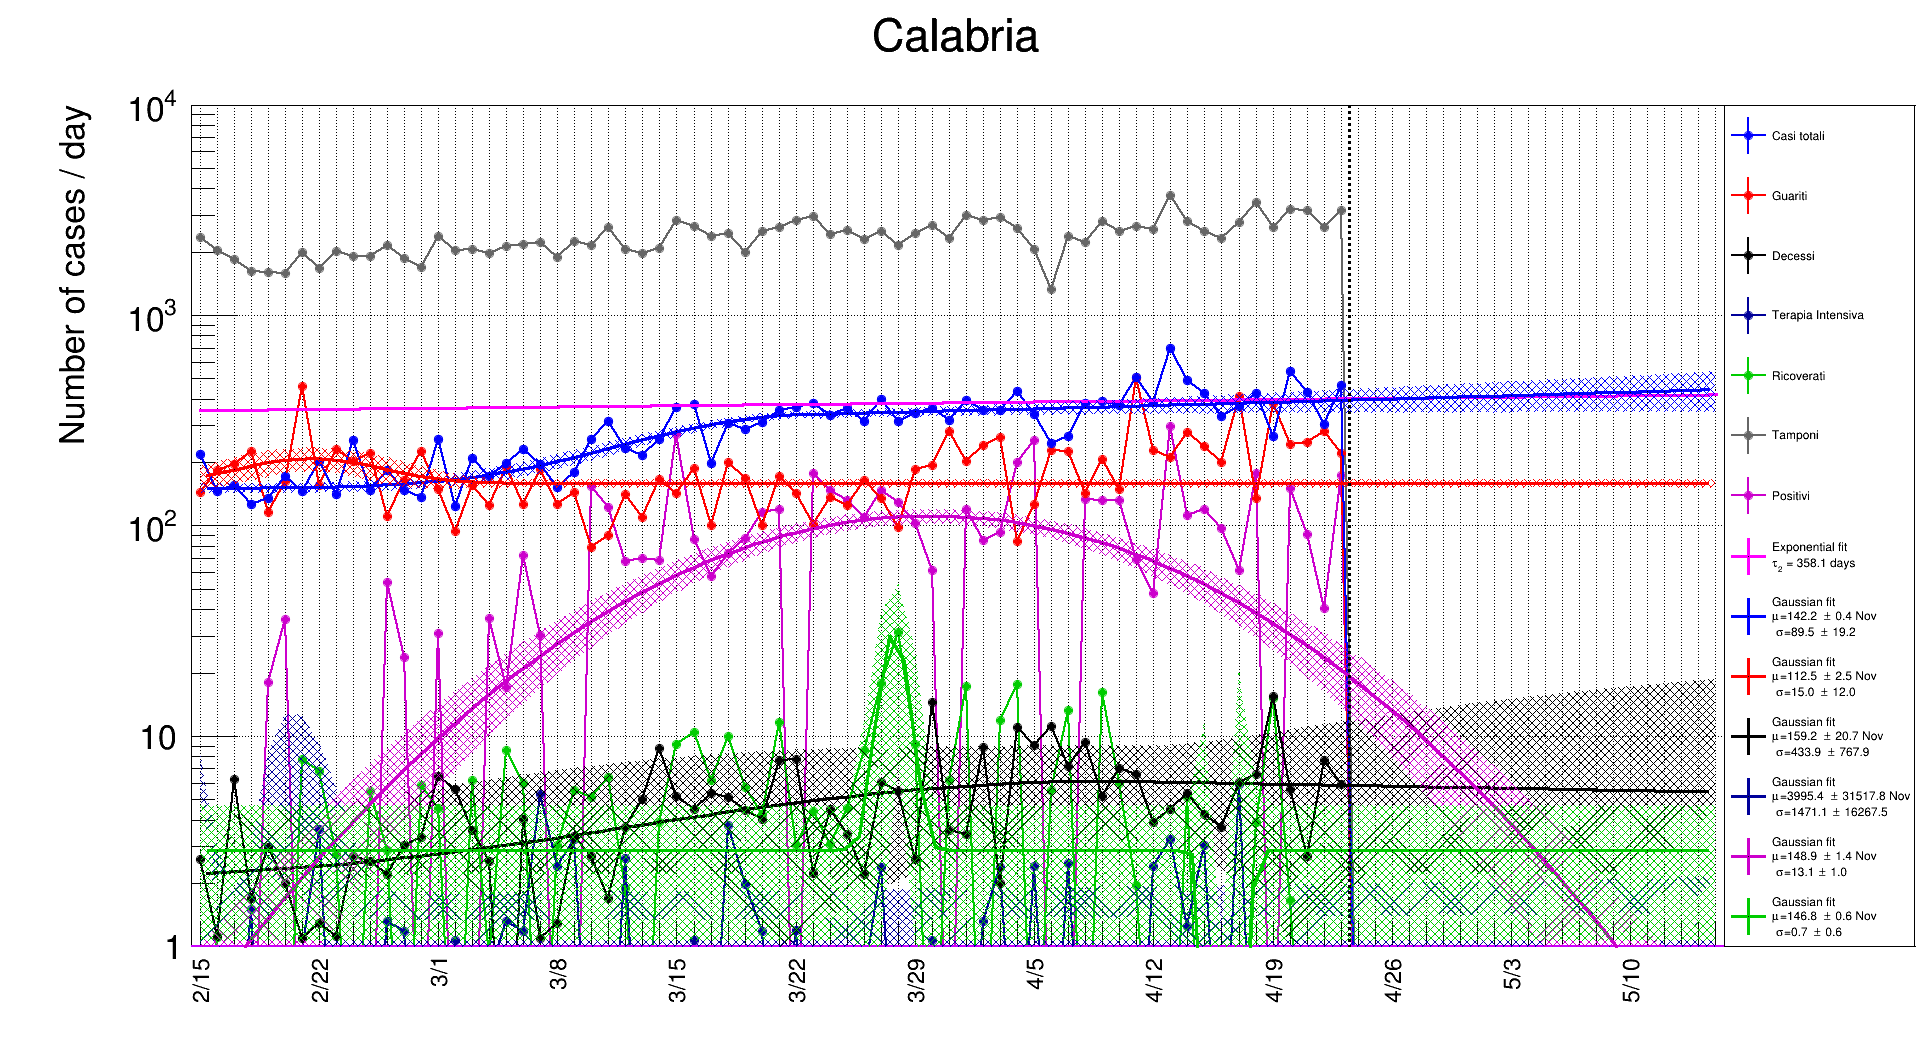 Calabria
Number of cases / day
10^4
10^3
10^2
10
1
2/15
2/22
3/1
3/8
3/15
3/22
3/29
4/5
4/12
4/19
4/26
5/3
5/10
Casi totali
Guariti
Decessi
Terapia Intensiva
Ricoverati
Tamponi
Positivi
Exponential fit
τ2 = 358.1 days
Gaussian fit
μ=142.2 ± 0.4 Nov
σ=89.5 ± 19.2
Gaussian fit
μ=112.5 ± 2.5 Nov
σ=15.0 ± 12.0
Gaussian fit
μ=159.2 ± 20.7 Nov
σ=433.9 ± 767.9
Gaussian fit
μ=3995.4 ± 31517.8 Nov
σ=1471.1 ± 16267.5
Gaussian fit
μ=148.9 ± 1.4 Nov
σ=13.1 ± 1.0
Gaussian fit
μ=146.8 ± 0.6 Nov
σ=0.7 ± 0.6